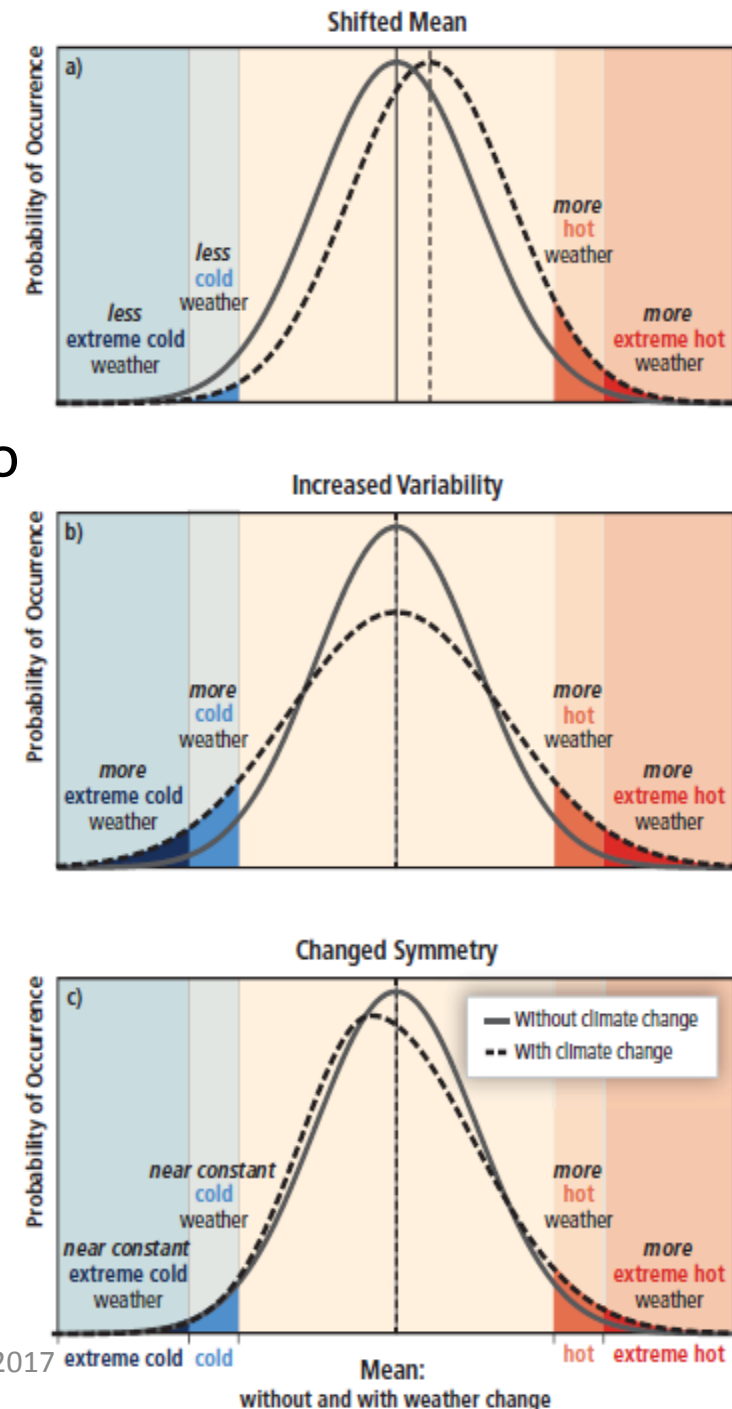 Shifted Mean
a)
Probability of Occurrence
less
cold
weather
less
extreme cold
weather
more
hot
weather
more
extreme hot
weather
o
Increased Variability
b)
Probability of Occurrence
more
cold
weather
more
extreme cold
weather
more
hot
weather
more
extreme hot
weather
Changed Symmetry
c)
Probability of Occurrence
Without climate change
With climate change
near constant
cold
weather
near constant
extreme cold
weather
more
hot
weather
more
extreme hot
weather
2017
extreme cold
cold
hot
extreme hot
Mean:
without and with weather change